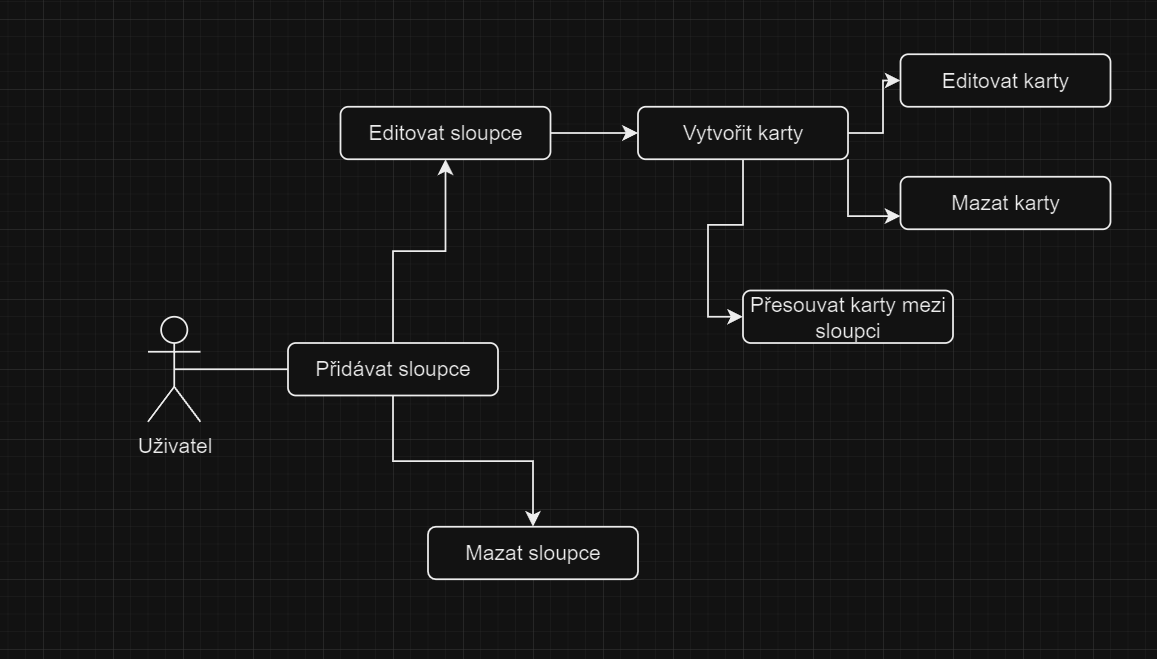 Editovat karty
Editovat sloupce
Vytvořit karty
Mazat karty
Přesouvat karty mezi
sloupci
Přidávat sloupce
Uživatel
Mazat sloupce